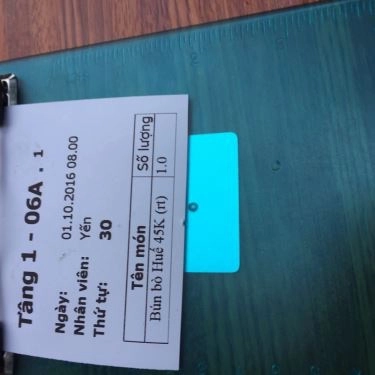 Tầng 1 - 06A . 1
Ngày: 01.10.2016 08.00
Nhân viên: Yến
Thứ tự: 30
Tên món Số lượng
Bún bò Huế 45K (rt) 1.0